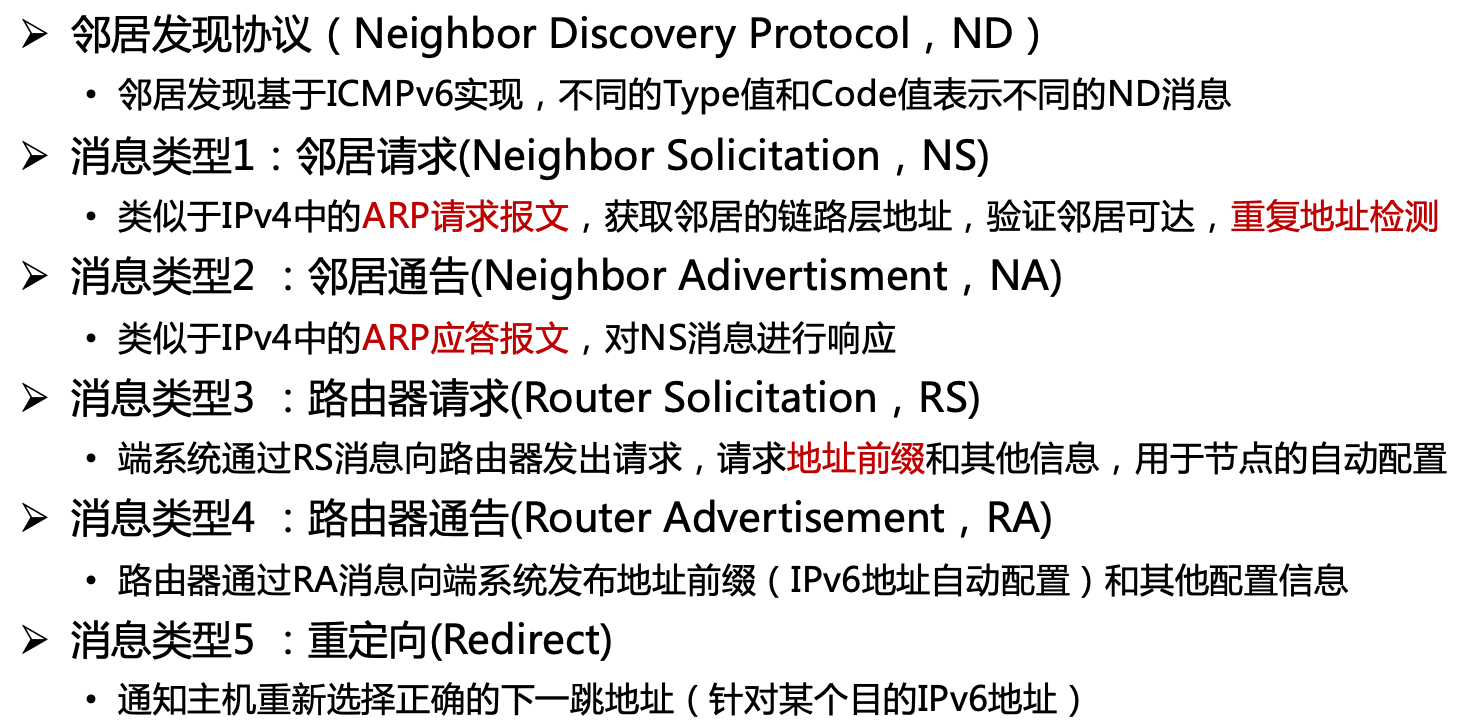 ➢ 邻居发现协议（Neighbor Discovery Protocol，ND）
• 邻居发现基于ICMPv6实现，不同的Type值和Code值表示不同的ND消息
➢ 消息类型1：邻居请求(Neighbor Solicitation，NS)
• 类似于IPv4中的ARP请求报文，获取邻居的链路层地址，验证邻居可达，重复地址检测
➢ 消息类型2 ：邻居通告(Neighbor Adivertisment，NA)
• 类似于IPv4中的ARP应答报文，对NS消息进行响应
➢ 消息类型3 ：路由器请求(Router Solicitation，RS)
• 端系统通过RS消息向路由器发出请求，请求地址前缀和其他信息，用于节点的自动配置
➢ 消息类型4 ：路由器通告(Router Advertisement，RA)
• 路由器通过RA消息向端系统发布地址前缀（IPv6地址自动配置）和其他配置信息
➢ 消息类型5 ：重定向(Redirect)
• 通知主机重新选择正确的下一跳地址（针对某个目的IPv6地址）